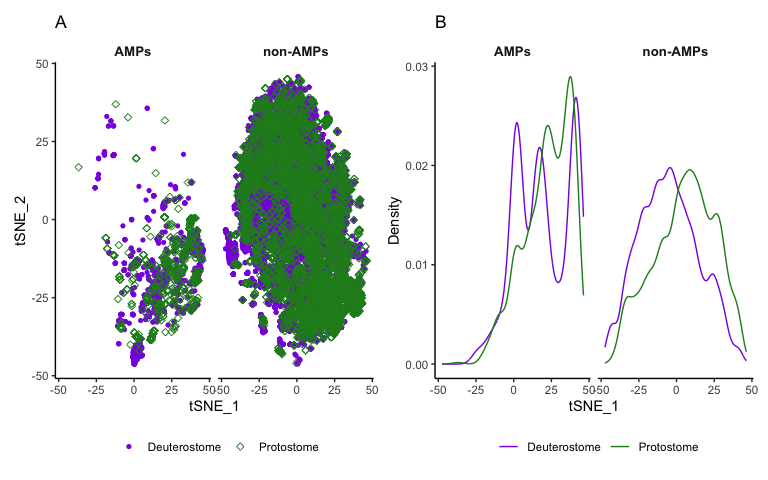 A
B
AMPs
non-AMPs
AMPs
non-AMPs
50
25
0
-25
-50
tSNE_2
-50
-25
0
25
50
-50
-25
0
25
50
tSNE_1
Deuterostome
Protostome
0.03
0.02
0.01
0.00
Density
-50
-25
0
25
50
-50
-25
0
25
50
tSNE_1
Deuterostome
Protostome